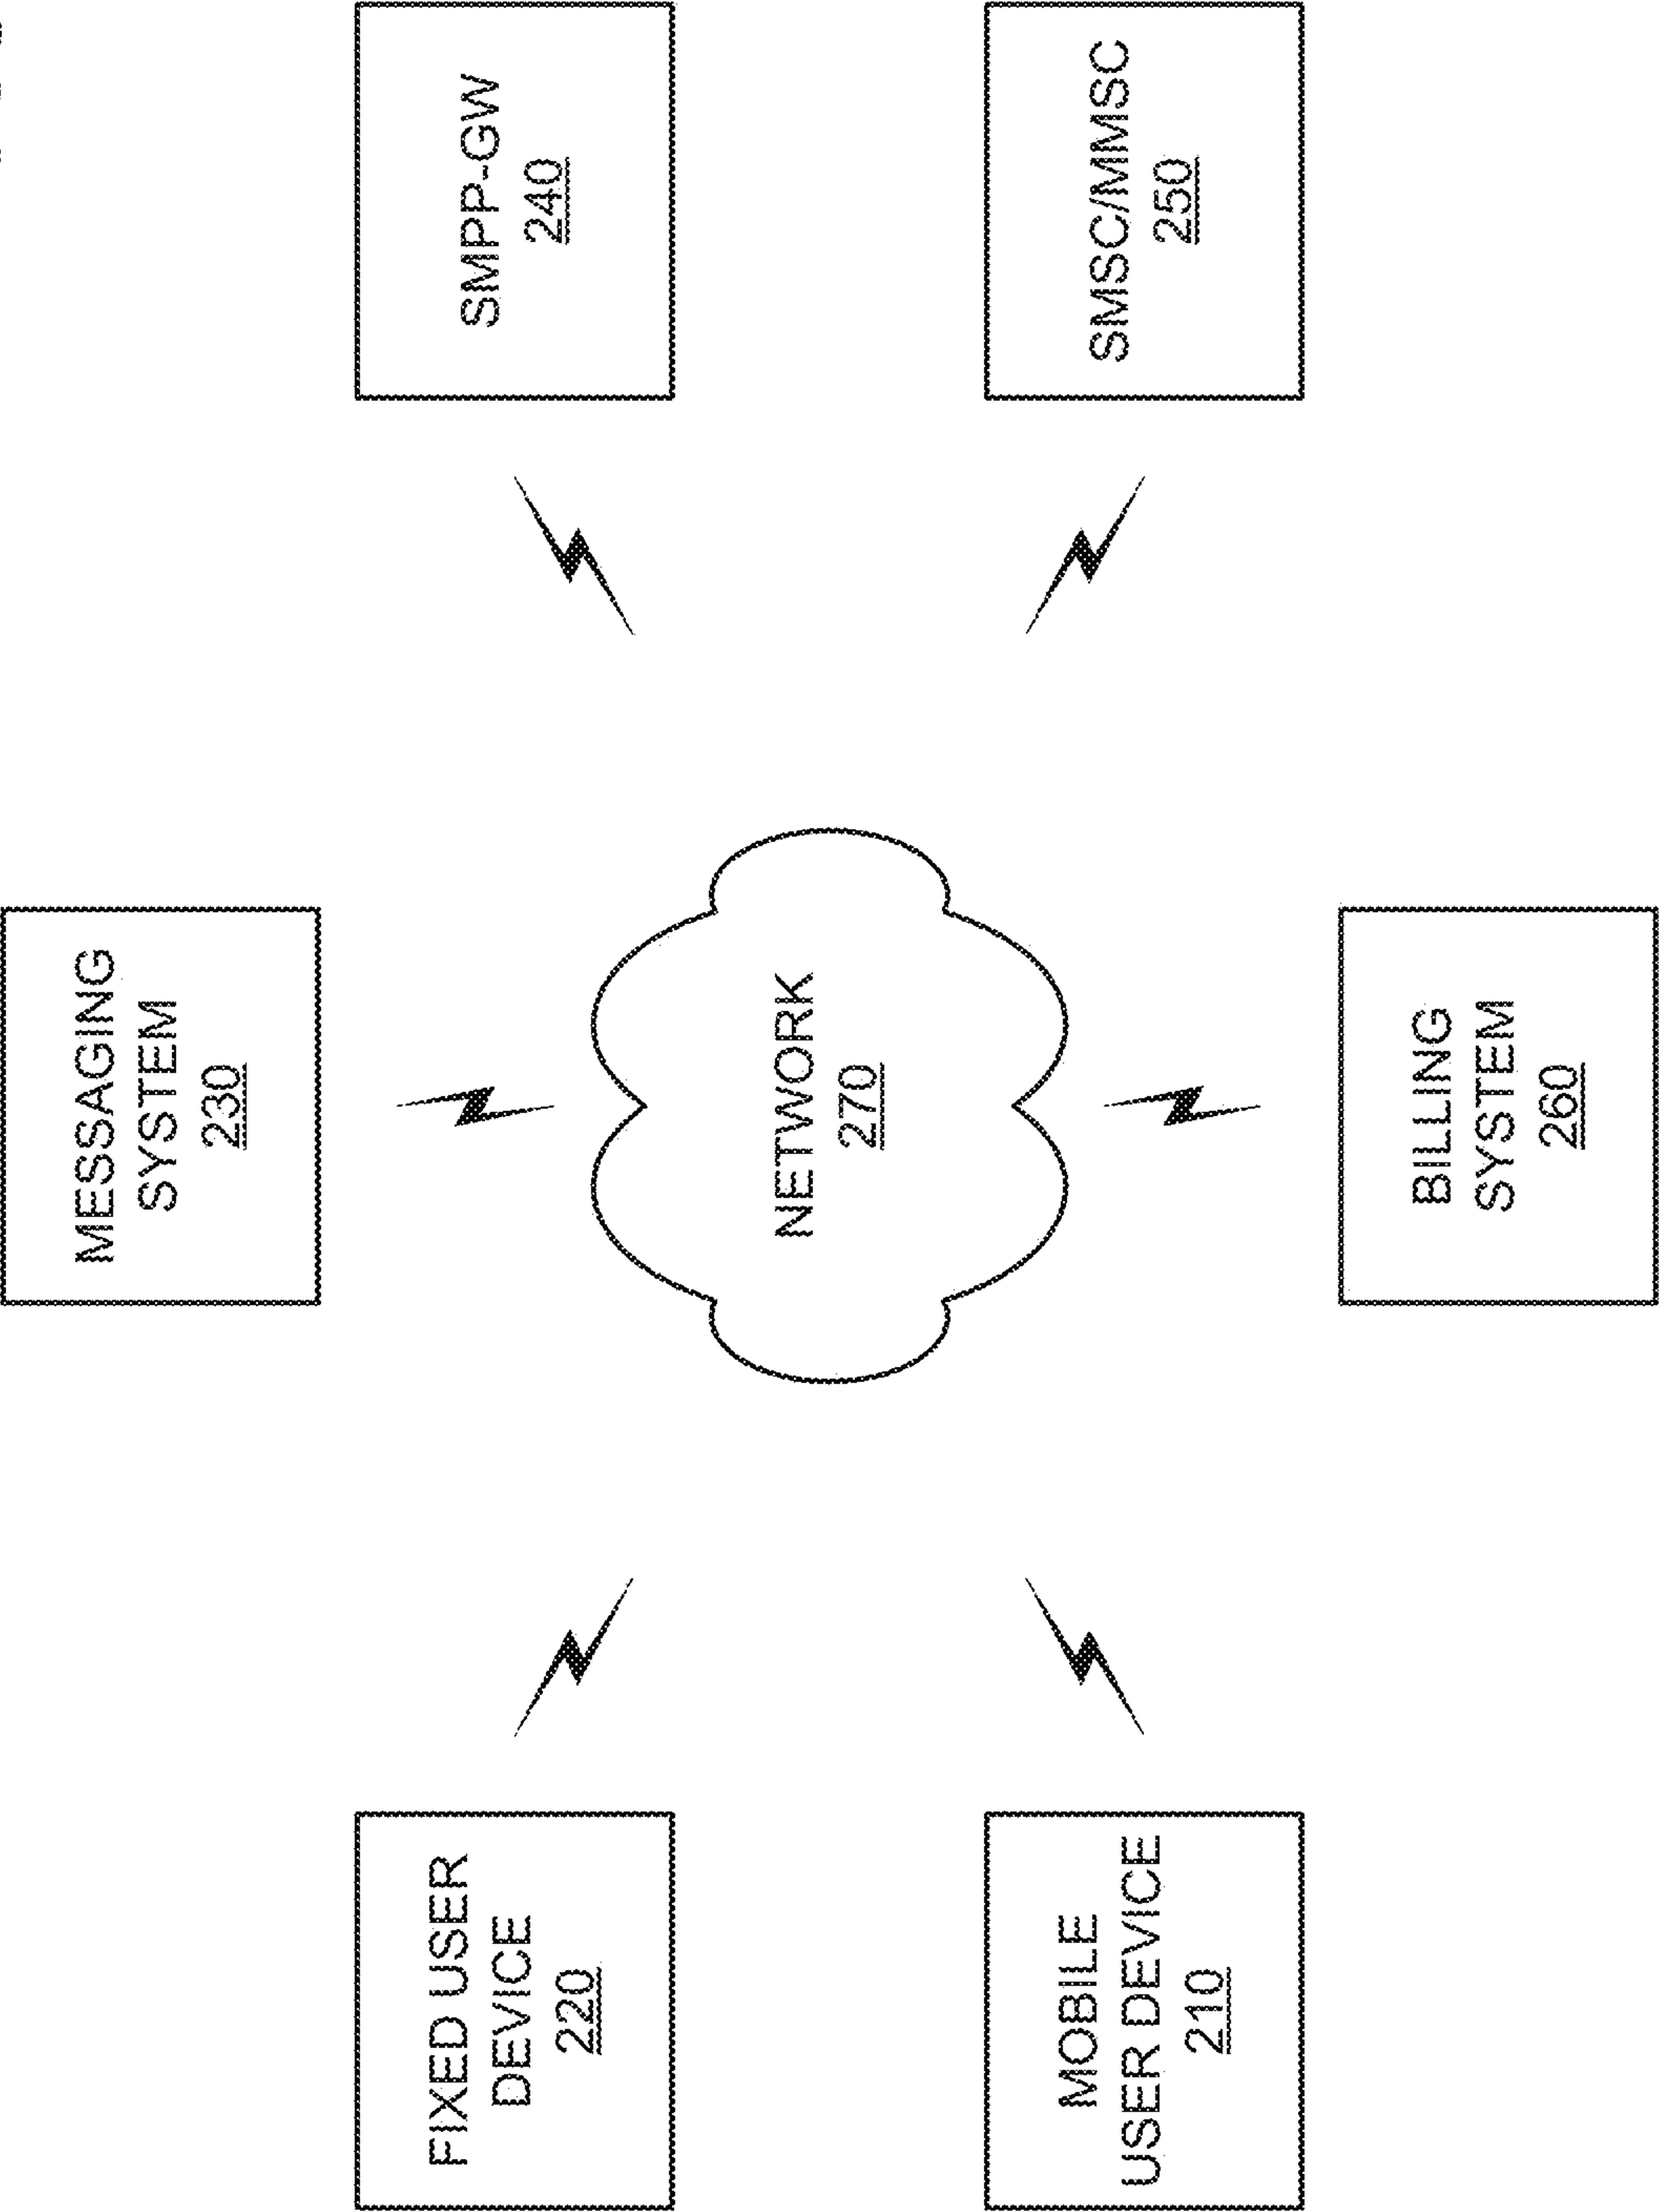 MESSAGING
SYSTEM
230
FIXED USER
DEVICE
220
SMPP-GW
240
NETWORK
270
MOBILE
USER DEVICE
210
SMSC/MMSC
250
BILLING
SYSTEM
260